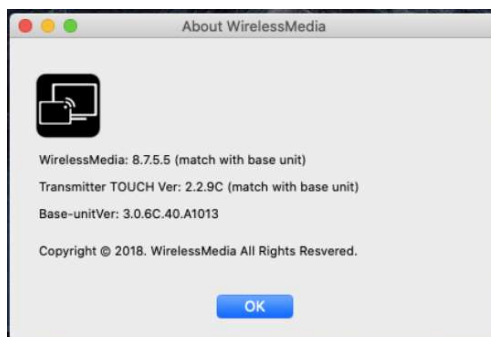 About WirelessMedia
WirelessMedia: 8.7.5.5 (match with base unit)
Transmitter TOUCH Ver: 2.2.9C (match with base unit)
Base-unitVer: 3.0.6C.40.A1013
Copyright © 2018. WirelessMedia All Rights Resvered.
OK